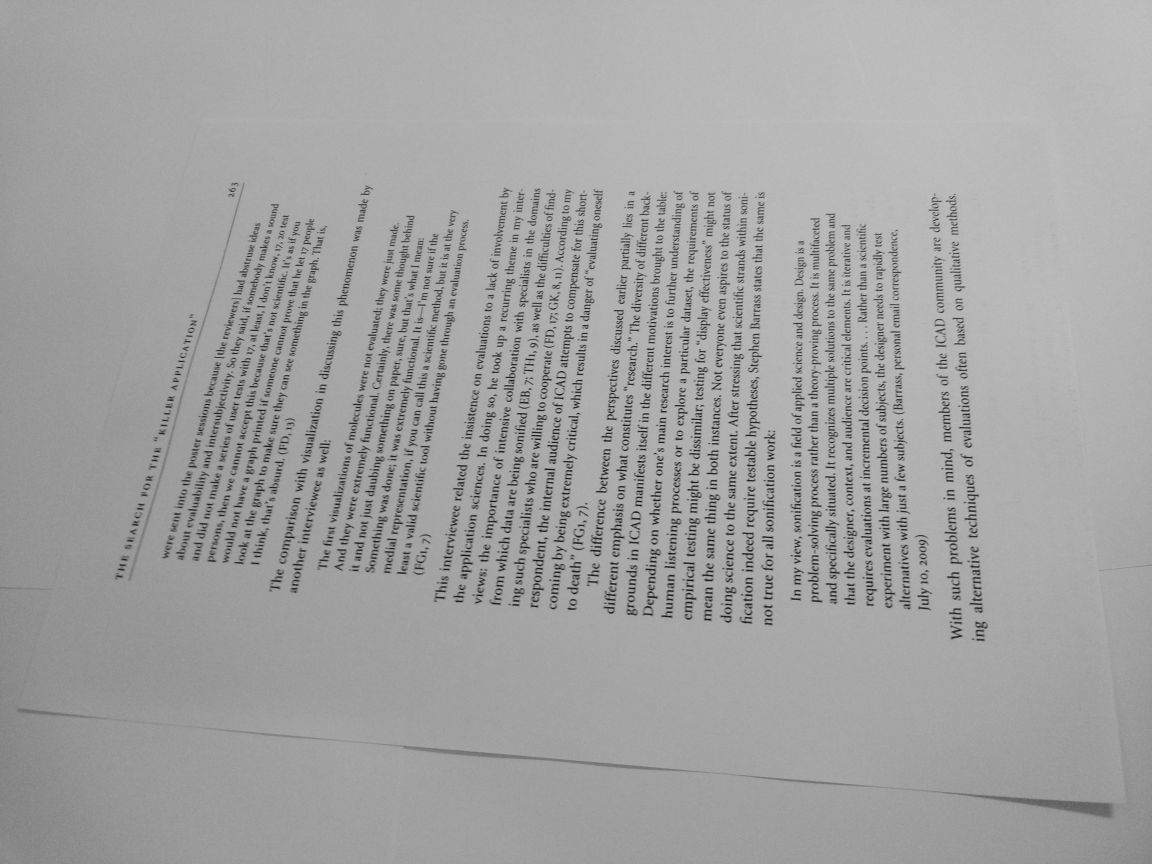 THE SEARCH FOR THE "KILLER APPLICATION"
263
were sent into the poster sessions because [the reviewers] had abstruse ideas
about evaluability and intersubjectivity. So they said, if somebody makes a sound
and did not make a series of user tests with 17, at least, I don't know, 17, 20 test
persons, then we cannot accept this because that's not scientific. It's as if you
would not have a graph printed if someone cannot prove that he let 17 people
look at the graph to make sure they can see something in the graph. That is,
I think, that's absurd. (FD, 13)
The comparison with visualization in discussing this phenomenon was made by
another interviewee as well:
The first visualizations of molecules were not evaluated; they were just made.
And they were extremely functional. Certainly, there was some thought behind
it and not just daubing something on paper, sure, but that's what I mean:
Something was done; it was extremely functional. It is—I'm not sure if the
medial representation, if you can call this a scientific method, but it is at the very
least a valid scientific tool without having gone through an evaluation process.
(FG1, 7)
This interviewee related the insistence on evaluations to a lack of involvement by
the application sciences. In doing so, he took up a recurring theme in my inter-
views: the importance of intensive collaboration with specialists in the domains
from which data are being sonified (EB, 7; TH1, 9), as well as the difficulties of find-
ing such specialists who are willing to cooperate (FD, 17; GK, 8, 11). According to my
respondent, the internal audience of ICAD attempts to compensate for this short-
coming by being extremely critical, which results in a danger of "evaluating oneself
to death" (FG1, 7).
The difference between the perspectives discussed earlier partially lies in a
different emphasis on what constitutes "research." The diversity of different back-
grounds in ICAD manifests itself in the different motivations brought to the table:
Depending on whether one's main research interest is to further understanding of
human listening processes or to explore a particular dataset, the requirements of
empirical testing might be dissimilar; testing for "display effectiveness" might not
mean the same thing in both instances. Not everyone even aspires to the status of
doing science to the same extent. After stressing that scientific strands within soni-
fication indeed require testable hypotheses, Stephen Barrass states that the same is
not true for all sonification work:
In my view, sonification is a field of applied science and design. Design is a
problem-solving process rather than a theory-proving process. It is multifaceted
and specifically situated. It recognizes multiple solutions to the same problem and
that the designer, context, and audience are critical elements. It is iterative and
requires evaluations at incremental decision points. . . . Rather than a scientific
experiment with large numbers of subjects, the designer needs to rapidly test
alternatives with just a few subjects. (Barrass, personal email correspondence,
July 10, 2009)
With such problems in mind, members of the ICAD community are develop-
ing alternative techniques of evaluations often based on qualitative methods.